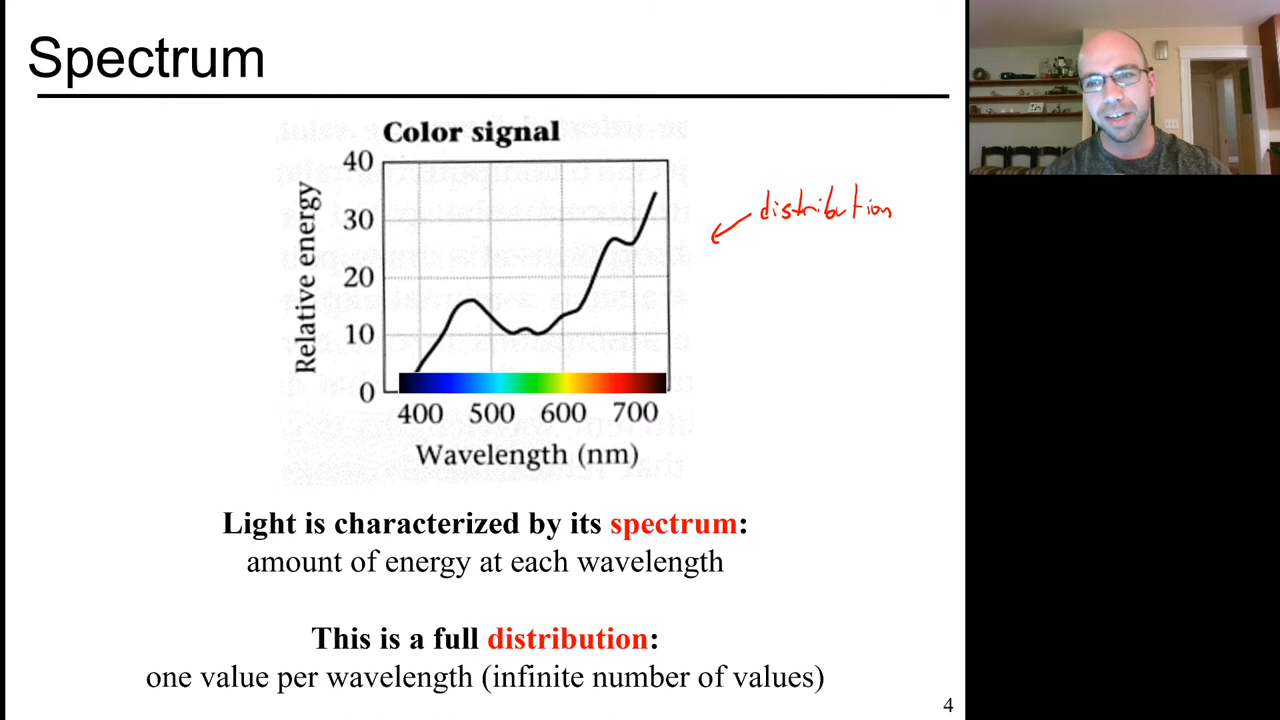 Spectrum
Color signal
40
30
20
10
0
Relative energy
400 500 600 700
Wavelength (nm)
distribution
Light is characterized by its spectrum:
amount of energy at each wavelength
This is a full distribution:
one value per wavelength (infinite number of values)
4